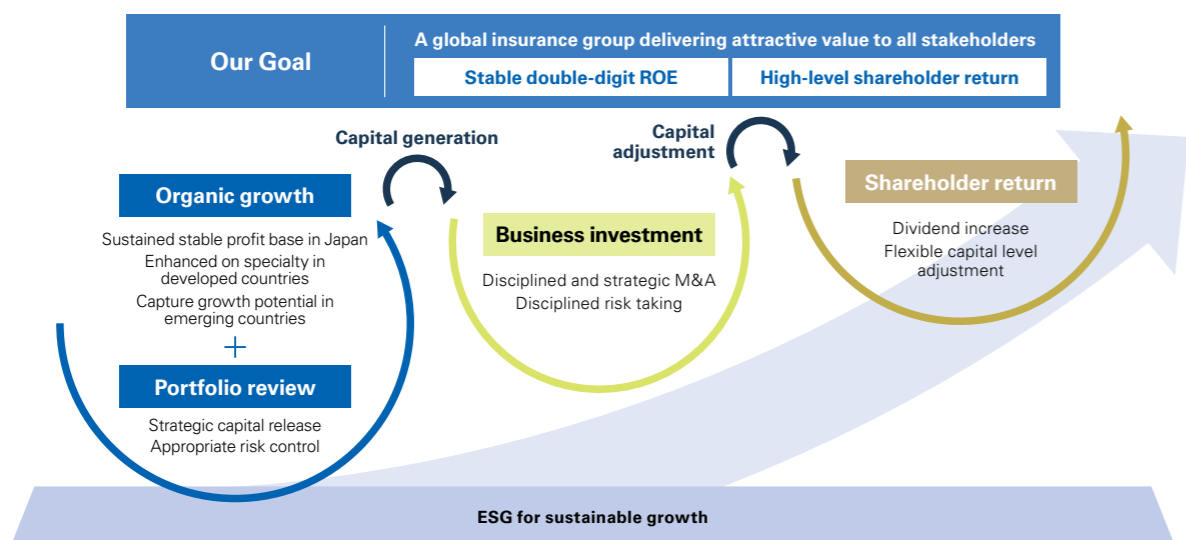 Our Goal
A global insurance group delivering attractive value to all stakeholders
Stable double-digit ROE
High-level shareholder return
Capital generation
Capital
adjustment
Organic growth
Sustained stable profit base in Japan
Enhanced on specialty in
developed countries
Capture growth potential in
emerging countries
+
Portfolio review
Strategic capital release
Appropriate risk control
Business investment
Disciplined and strategic M&A
Disciplined risk taking
Shareholder return
Dividend increase
Flexible capital level
adjustment
ESG for sustainable growth